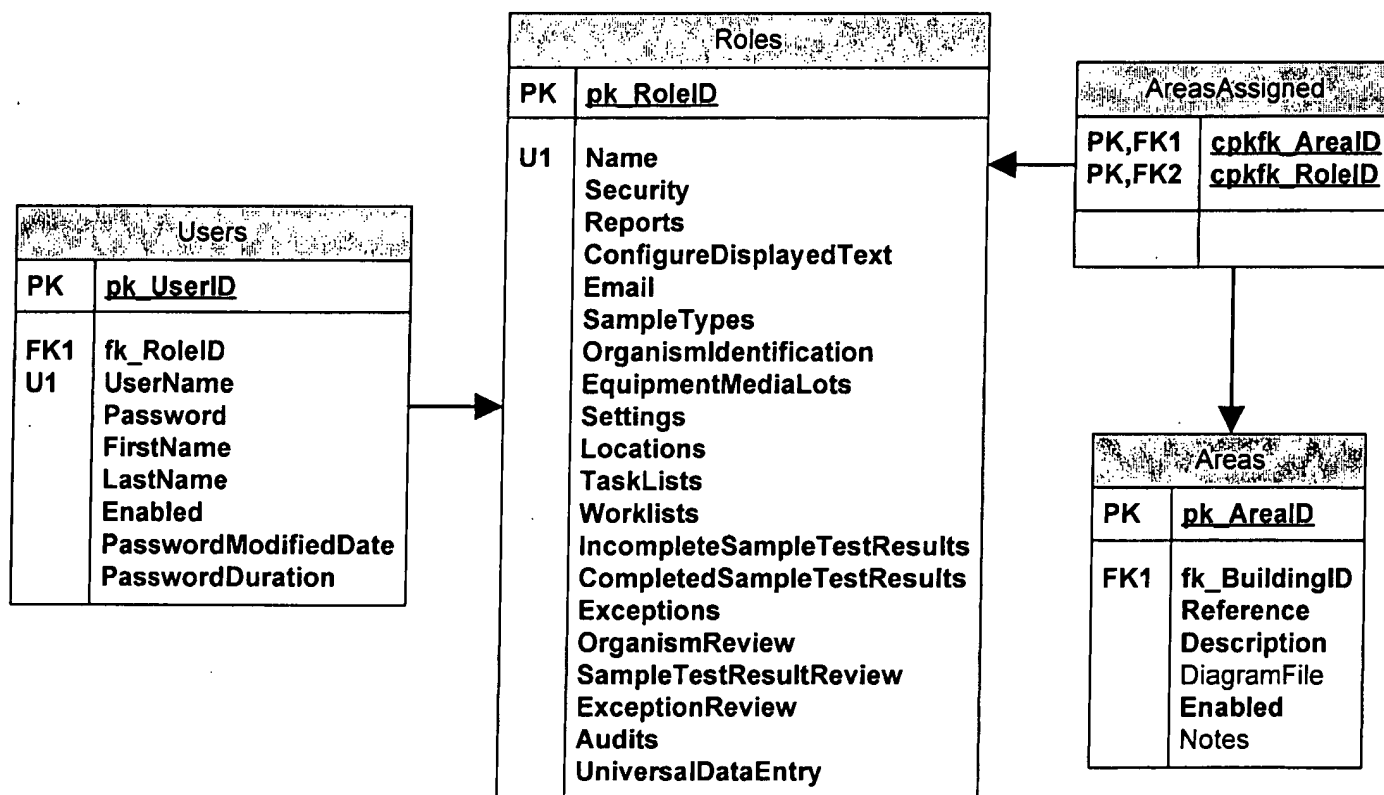 Roles
PK pk_RoleID
U1 Name
Security
Reports
ConfigureDisplayedText
Email
SampleTypes
OrganismIdentification
EquipmentMediaLots
Settings
Locations
TaskLists
Worklists
IncompleteSampleTestResults
CompletedSampleTestResults
Exceptions
OrganismReview
SampleTestResultReview
ExceptionReview
Audits
UniversalDataEntry
Users
PK pk_UserID
FK1 fk_RoleID
U1 UserName
Password
FirstName
LastName
Enabled
PasswordModifiedDate
PasswordDuration
AreasAssigned
PK,FK1 cpkfk_AreaID
PK,FK2 cpkfk_RoleID
Areas
PK pk_AreaID
FK1 fk_BuildingID
Reference
Description
DiagramFile
Enabled
Notes